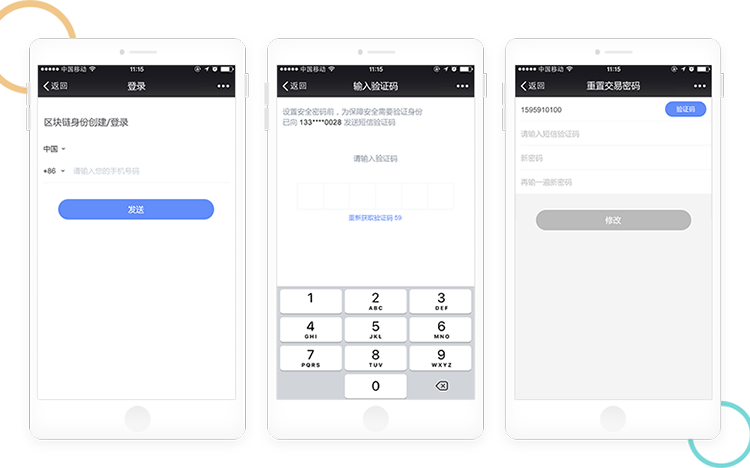 中国移动
11:15
返回
登录
区块链身份创建/登录
中国
+86
请输入您的手机号码
发送
中国移动
11:15
返回
输入验证码
设置安全密码前，为保障安全需要验证身份
已向 133****0028 发送短信验证码
请输入验证码
重新获取验证码 59
1
2 ABC
3 DEF
4 GHI
5 JKL
6 MNO
7 PQRS
8 TUV
9 WXYZ
0
中国移动
11:15
返回
重置交易密码
1595910100
验证码
请输入短信验证码
新密码
再输一遍新密码
修改